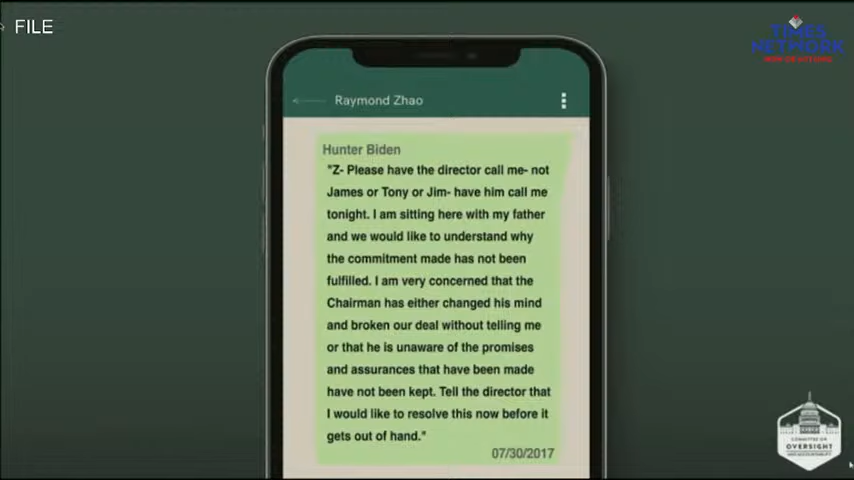 FILE
TIMES
NETWORK
Raymond Zhao
Hunter Biden
"Z- Please have the director call me- not
James or Tony or Jim- have him call me
tonight. I am sitting here with my father
and we would like to understand why
the commitment made has not been
fulfilled. I am very concerned that the
Chairman has either changed his mind
and broken our deal without telling me
or that he is unaware of the promises
and assurances that have been made
have not been kept. Tell the director that
I would like to resolve this now before it
gets out of hand."
07/30/2017
COMMITTEE ON
OVERSIGHT
AND ACCOUNTABILITY